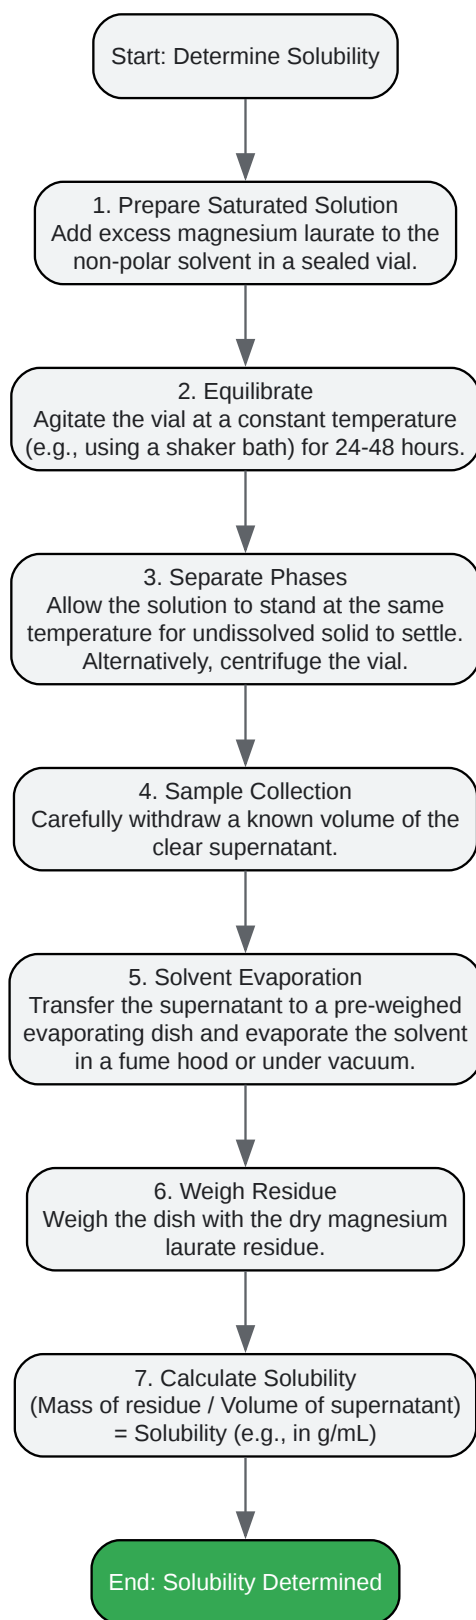 Start: Determine Solubility
1. Prepare Saturated Solution
Add excess magnesium laurate to the
non-polar solvent in a sealed vial.
2. Equilibrate
Agitate the vial at a constant temperature
(e.g., using a shaker bath) for 24-48 hours.
3. Separate Phases
Allow the solution to stand at the same
temperature for undissolved solid to settle.
Alternatively, centrifuge the vial.
4. Sample Collection
Carefully withdraw a known volume of the
clear supernatant.
5. Solvent Evaporation
Transfer the supernatant to a pre-weighed
evaporating dish and evaporate the solvent
in a fume hood or under vacuum.
6. Weigh Residue
Weigh the dish with the dry magnesium
laurate residue.
7. Calculate Solubility
(Mass of residue / Volume of supernatant)
= Solubility (e.g., in g/mL)
End: Solubility Determined